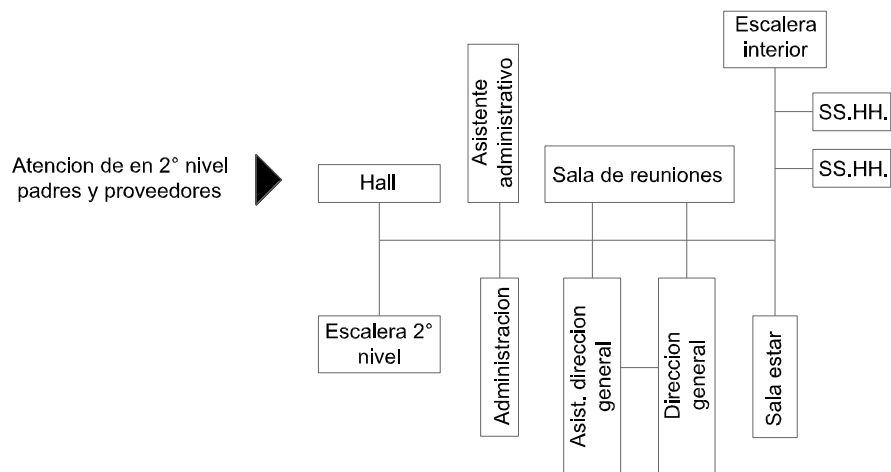 Escalera
interior
Asistente
administrativo
SS.HH.
Atencion de en 2° nivel
padres y proveedores
Hall
Sala de reuniones
SS.HH.
Escalera 2°
nivel
Administracion
Asist. direccion
general
Direccion
general
Sala estar